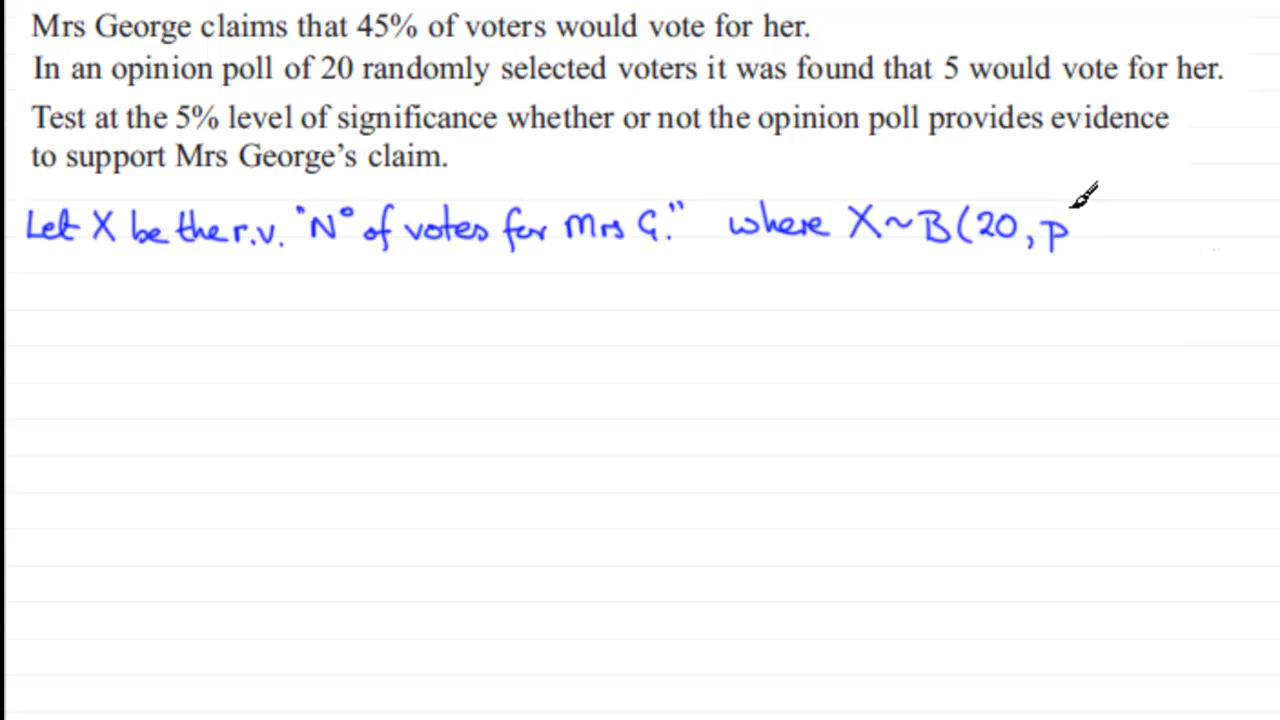 Mrs George claims that 45% of voters would vote for her.
In an opinion poll of 20 randomly selected voters it was found that 5 would vote for her.
Test at the 5% level of significance whether or not the opinion poll provides evidence
to support Mrs George’s claim.
Let X be the r.v. "N° of votes for Mrs G." where X~B(20, p